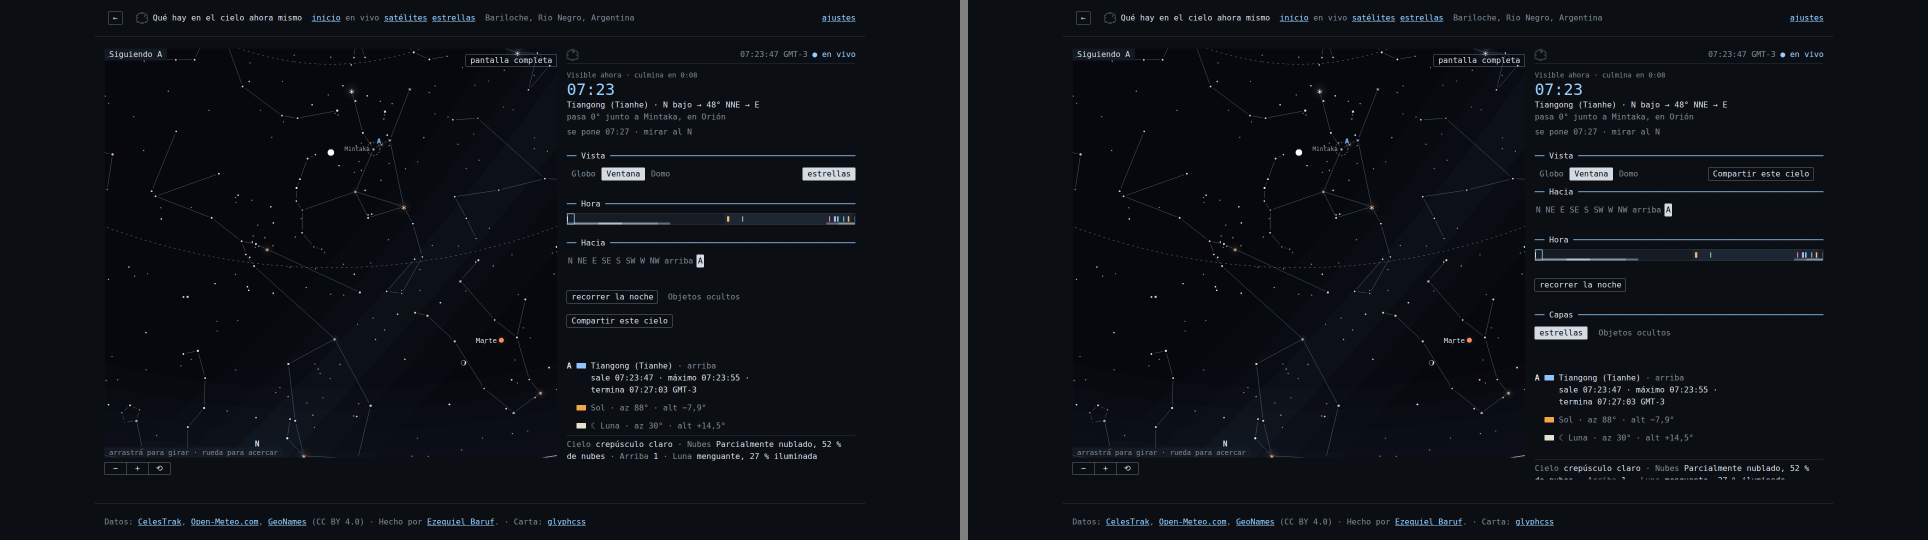 ← Qué hay en el cielo ahora mismo inicio en vivo satélites estrellas Bariloche, Rio Negro, Argentina ajustes
Siguiendo A
pantalla completa
Mintaka
A
Marte
N
arrastrá para girar · rueda para acercar
− + ⟲
07:23:47 GMT-3 ● en vivo
Visible ahora · culmina en 0:08
07:23
Tiangong (Tianhe) · N bajo → 48° NNE → E
pasa 0° junto a Mintaka, en Orión
se pone 07:27 · mirar al N
Vista
Globo Ventana Domo estrellas
Hora
Hacia
N NE E SE S SW W NW arriba A
recorrer la noche Objetos ocultos
Compartir este cielo
A Tiangong (Tianhe) · arriba
sale 07:23:47 · máximo 07:23:55 ·
termina 07:27:03 GMT-3
Sol · az 88° · alt −7,9°
☾ Luna · az 30° · alt +14,5°
Cielo crepúsculo claro · Nubes Parcialmente nublado, 52 %
de nubes · Arriba 1 · Luna menguante, 27 % iluminada
Datos: CelesTrak, Open-Meteo.com, GeoNames (CC BY 4.0) · Hecho por Ezequiel Baruf. · Carta: glyphcss
← Qué hay en el cielo ahora mismo inicio en vivo satélites estrellas Bariloche, Rio Negro, Argentina ajustes
Siguiendo A
pantalla completa
Mintaka
A
Marte
N
arrastrá para girar · rueda para acercar
− + ⟲
07:23:47 GMT-3 ● en vivo
Visible ahora · culmina en 0:08
07:23
Tiangong (Tianhe) · N bajo → 48° NNE → E
pasa 0° junto a Mintaka, en Orión
se pone 07:27 · mirar al N
Vista
Globo Ventana Domo Compartir este cielo
Hacia
N NE E SE S SW W NW arriba A
Hora
recorrer la noche
Capas
estrellas Objetos ocultos
A Tiangong (Tianhe) · arriba
sale 07:23:47 · máximo 07:23:55 ·
termina 07:27:03 GMT-3
Sol · az 88° · alt −7,9°
☾ Luna · az 30° · alt +14,5°
Cielo crepúsculo claro · Nubes Parcialmente nublado, 52 %
de nubes · Arriba 1 · Luna menguante, 27 % iluminada
Datos: CelesTrak, Open-Meteo.com, GeoNames (CC BY 4.0) · Hecho por Ezequiel Baruf. · Carta: glyphcss